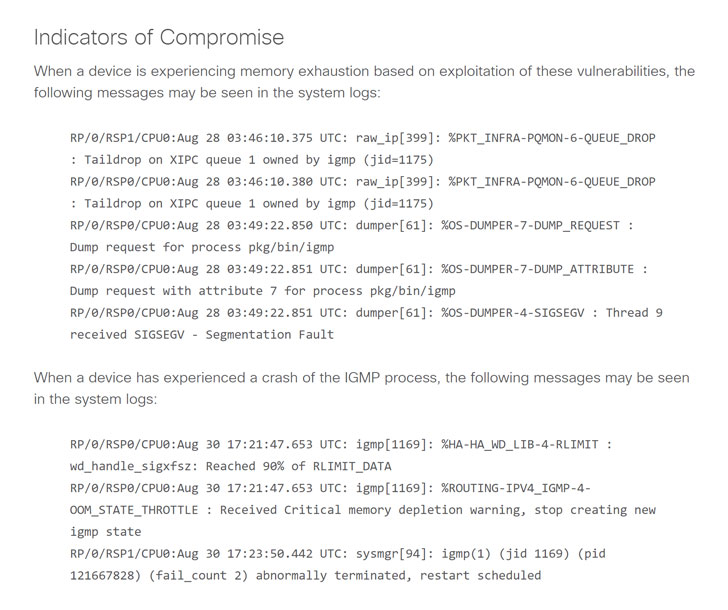 Indicators of Compromise
When a device is experiencing memory exhaustion based on exploitation of these vulnerabilities, the
following messages may be seen in the system logs:
RP/0/RSP1/CPU0:Aug 28 03:46:10.375 UTC: raw_ip[399]: %PKT_INFRA-PQMON-6-QUEUE_DROP
: Taildrop on XIPC queue 1 owned by igmp (jid=1175)
RP/0/RSP0/CPU0:Aug 28 03:46:10.380 UTC: raw_ip[399]: %PKT_INFRA-PQMON-6-QUEUE_DROP
: Taildrop on XIPC queue 1 owned by igmp (jid=1175)
RP/0/RSP0/CPU0:Aug 28 03:49:22.850 UTC: dumper[61]: %OS-DUMPER-7-DUMP_REQUEST :
Dump request for process pkg/bin/igmp
RP/0/RSP0/CPU0:Aug 28 03:49:22.851 UTC: dumper[61]: %OS-DUMPER-7-DUMP_ATTRIBUTE :
Dump request with attribute 7 for process pkg/bin/igmp
RP/0/RSP0/CPU0:Aug 28 03:49:22.851 UTC: dumper[61]: %OS-DUMPER-4-SIGSEGV : Thread 9
received SIGSEGV - Segmentation Fault
When a device has experienced a crash of the IGMP process, the following messages may be seen
in the system logs:
RP/0/RSP0/CPU0:Aug 30 17:21:47.653 UTC: igmp[1169]: %HA-HA_WD_LIB-4-RLIMIT :
wd_handle_sigxfsz: Reached 90% of RLIMIT_DATA
RP/0/RSP0/CPU0:Aug 30 17:21:47.653 UTC: igmp[1169]: %ROUTING-IPV4_IGMP-4-
OOM_STATE_THROTTLE : Received Critical memory depletion warning, stop creating new
igmp state
RP/0/RSP1/CPU0:Aug 30 17:23:50.442 UTC: sysmgr[94]: igmp(1) (jid 1169) (pid
121667828) (fail_count 2) abnormally terminated, restart scheduled